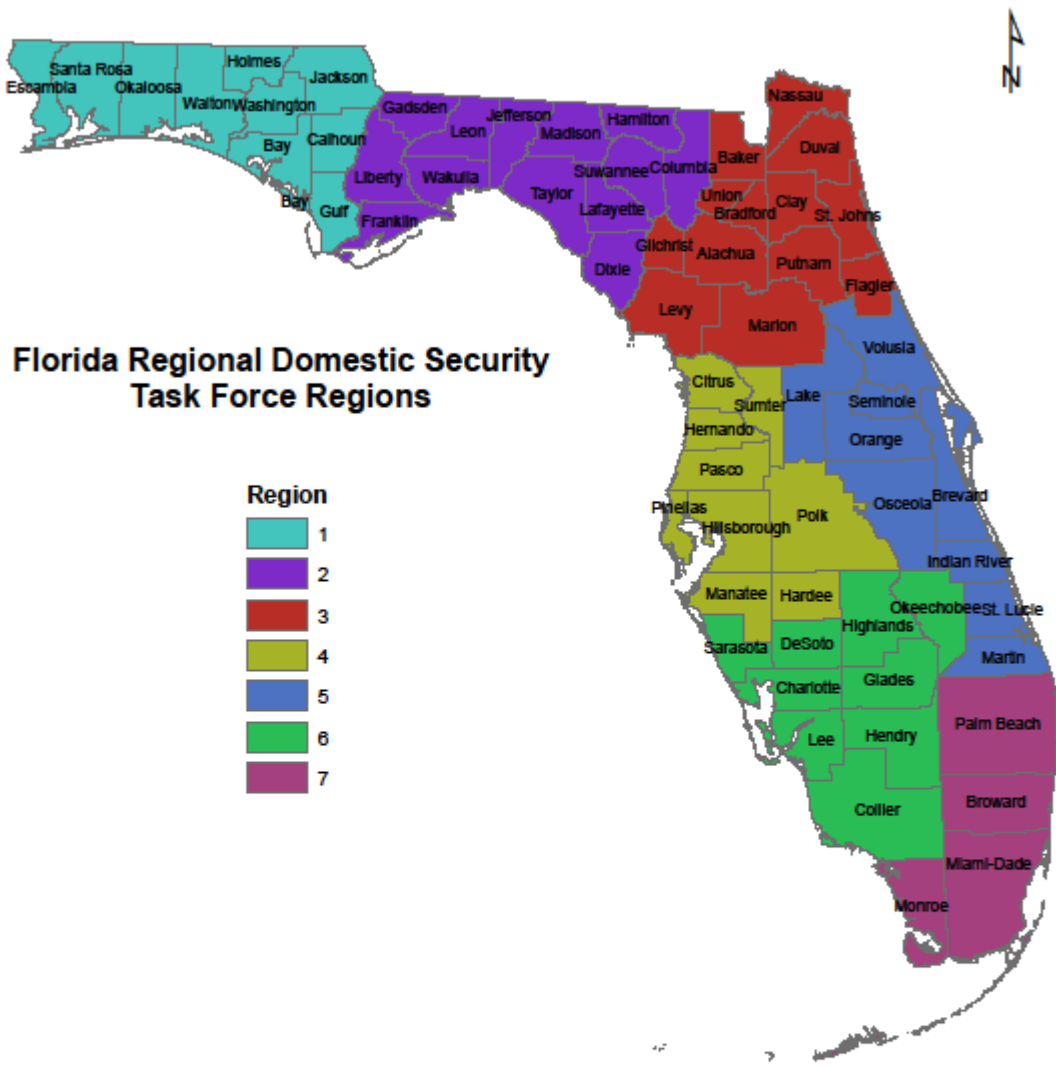 N
Holmes
Santa Rosa
Jackson
Escambia
Okaloosa
Walton
Washington
Gadsden
Jefferson
Hamilton
Nassau
Leon
Madison
Calhoun
Bay
Duval
Baker
Suwannee
Columbia
Liberty
Wakulla
Taylor
Union
Clay
Bay
Gulf
Franklin
Lafayette
Bradford
St. Johns
Gilchrist
Alachua
Putnam
Dixie
Flagler
Levy
Marion
Florida Regional Domestic Security
Task Force Regions
Volusia
Citrus
Lake
Sumter
Seminole
Hernando
Orange
Pasco
Region
Osceola
Brevard
Pinellas
Hillsborough
Polk
1
Indian River
2
Manatee
Hardee
Okeechobee
St. Lucie
3
Highlands
Sarasota
DeSoto
4
Martin
Glades
Charlotte
5
Palm Beach
Lee
Hendry
6
7
Collier
Broward
Miami-Dade
Monroe